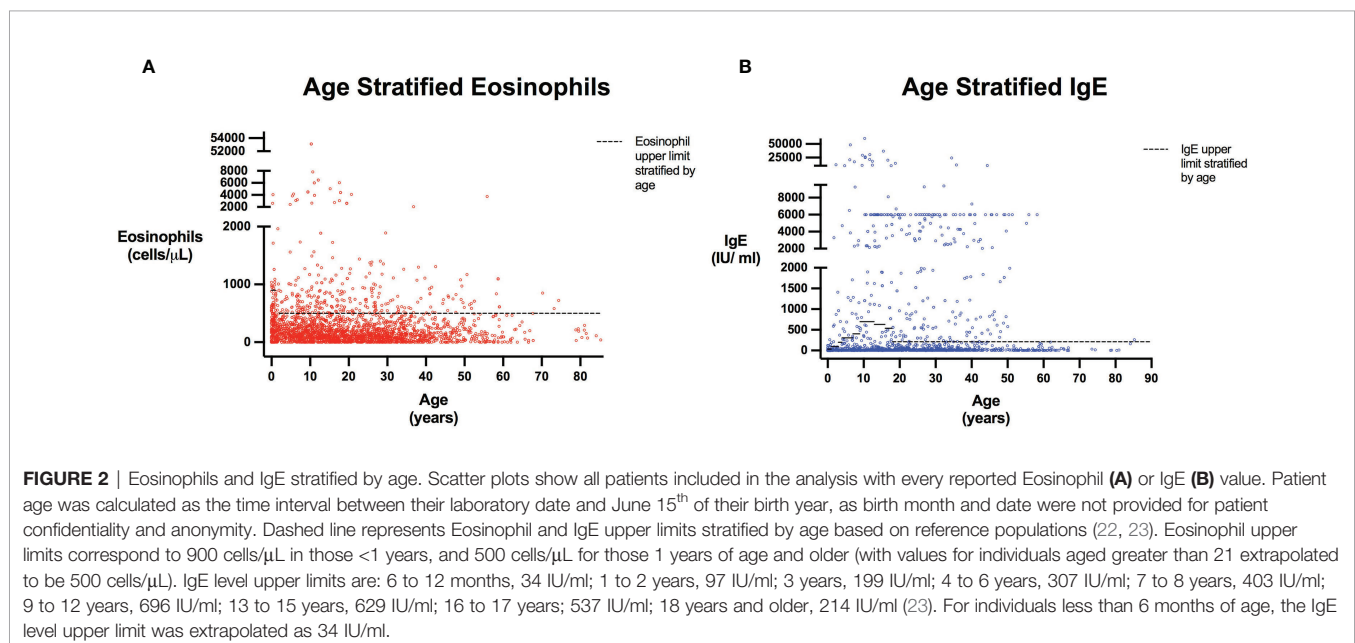 A
Age Stratified Eosinophils
54000
52000
8000
6000
4000
2000
2000
1000
0
Eosinophils
(cells/μL)
0 10 20 30 40 50 60 70 80
Age
(years)
Eosinophil
upper limit
stratified by
age
B
Age Stratified IgE
50000
25000
8000
6000
4000
2000
2000
1500
1000
500
0
IgE
(IU/ ml)
0 10 20 30 40 50 60 70 80 90
Age
(years)
IgE upper
limit stratified
by age
FIGURE 2 | Eosinophils and IgE stratified by age. Scatter plots show all patients included in the analysis with every reported Eosinophil (A) or IgE (B) value. Patient
age was calculated as the time interval between their laboratory date and June 15th of their birth year, as birth month and date were not provided for patient
confidentiality and anonymity. Dashed line represents Eosinophil and IgE upper limits stratified by age based on reference populations (22, 23). Eosinophil upper
limits correspond to 900 cells/μL in those <1 years, and 500 cells/μL for those 1 years of age and older (with values for individuals aged greater than 21 extrapolated
to be 500 cells/μL). IgE level upper limits are: 6 to 12 months, 34 IU/ml; 1 to 2 years, 97 IU/ml; 3 years, 199 IU/ml; 4 to 6 years, 307 IU/ml; 7 to 8 years, 403 IU/ml;
9 to 12 years, 696 IU/ml; 13 to 15 years, 629 IU/ml; 16 to 17 years; 537 IU/ml; 18 years and older, 214 IU/ml (23). For individuals less than 6 months of age, the IgE
level upper limit was extrapolated as 34 IU/ml.